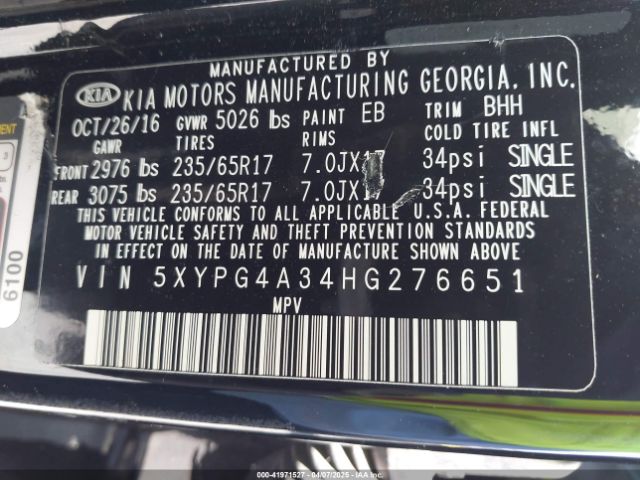 MANUFACTURED BY
KIA KIA MOTORS MANUFACTURING GEORGIA, INC.
OCT/26/16 GVWR 5026 lbs PAINT EB TRIM BHH
GAWR TIRES RIMS COLD TIRE INFL
FRONT 2976 lbs 235/65R17 7.0JX17 34psi SINGLE
REAR 3075 lbs 235/65R17 7.0JX17 34psi SINGLE
THIS VEHICLE CONFORMS TO ALL APPLICABLE U.S.A. FEDERAL
MOTOR VEHICLE SAFETY AND THEFT PREVENTION STANDARDS
IN EFFECT ON THE DATE OF MANUFACTURE SHOWN ABOVE.
VIN 5XYPG4A34HG276651
MPV
6100
000-41971527 - 04/07/2025 - IAAI.COM